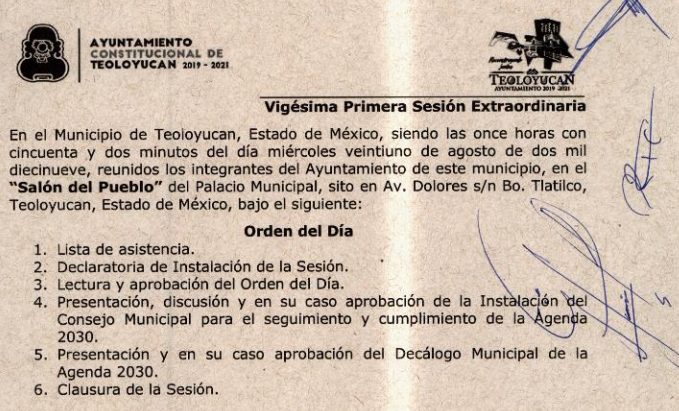 AYUNTAMIENTO
CONSTITUCIONAL DE
TEOLOYUCAN 2019 - 2021
TEOLOYUCAN
AYUNTAMIENTO 2019 -2021
Vigésima Primera Sesión Extraordinaria
En el Municipio de Teoloyucan, Estado de México, siendo las once horas con
cincuenta y dos minutos del día miércoles veintiuno de agosto de dos mil
diecinueve, reunidos los integrantes del Ayuntamiento de este municipio, en el
“Salón del Pueblo” del Palacio Municipal, sito en Av. Dolores s/n Bo. Tlatilco,
Teoloyucan, Estado de México, bajo el siguiente:
Orden del Día
1. Lista de asistencia.
2. Declaratoria de Instalación de la Sesión.
3. Lectura y aprobación del Orden del Día.
4. Presentación, discusión y en su caso aprobación de la Instalación del
Consejo Municipal para el seguimiento y cumplimiento de la Agenda
2030.
5. Presentación y en su caso aprobación del Decálogo Municipal de la
Agenda 2030.
6. Clausura de la Sesión.